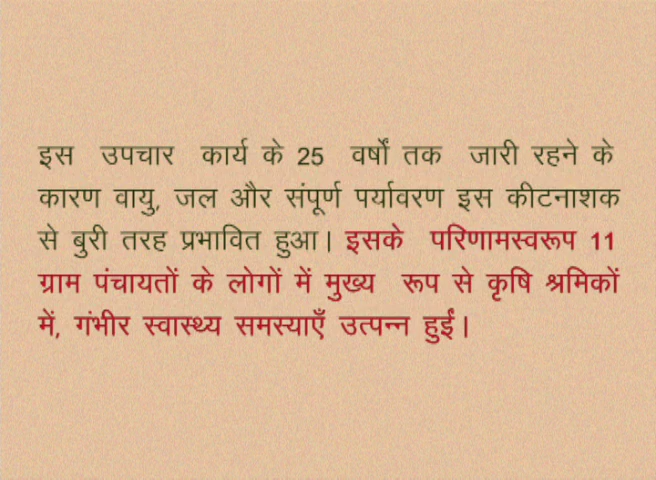 इस उपचार कार्य के 25 वर्षों तक जारी रहने के
कारण वायु, जल और संपूर्ण पर्यावरण इस कीटनाशक
से बुरी तरह प्रभावित हुआ। इसके परिणामस्वरूप 11
ग्राम पंचायतों के लोगों में मुख्य रूप से कृषि श्रमिकों
में, गंभीर स्वास्थ्य समस्याएँ उत्पन्न हुईं।